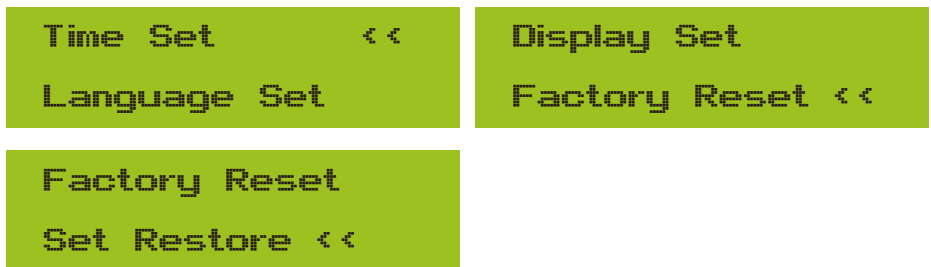 Time Set <<
Language Set
Display Set
Factory Reset <<
Factory Reset
Set Restore <<